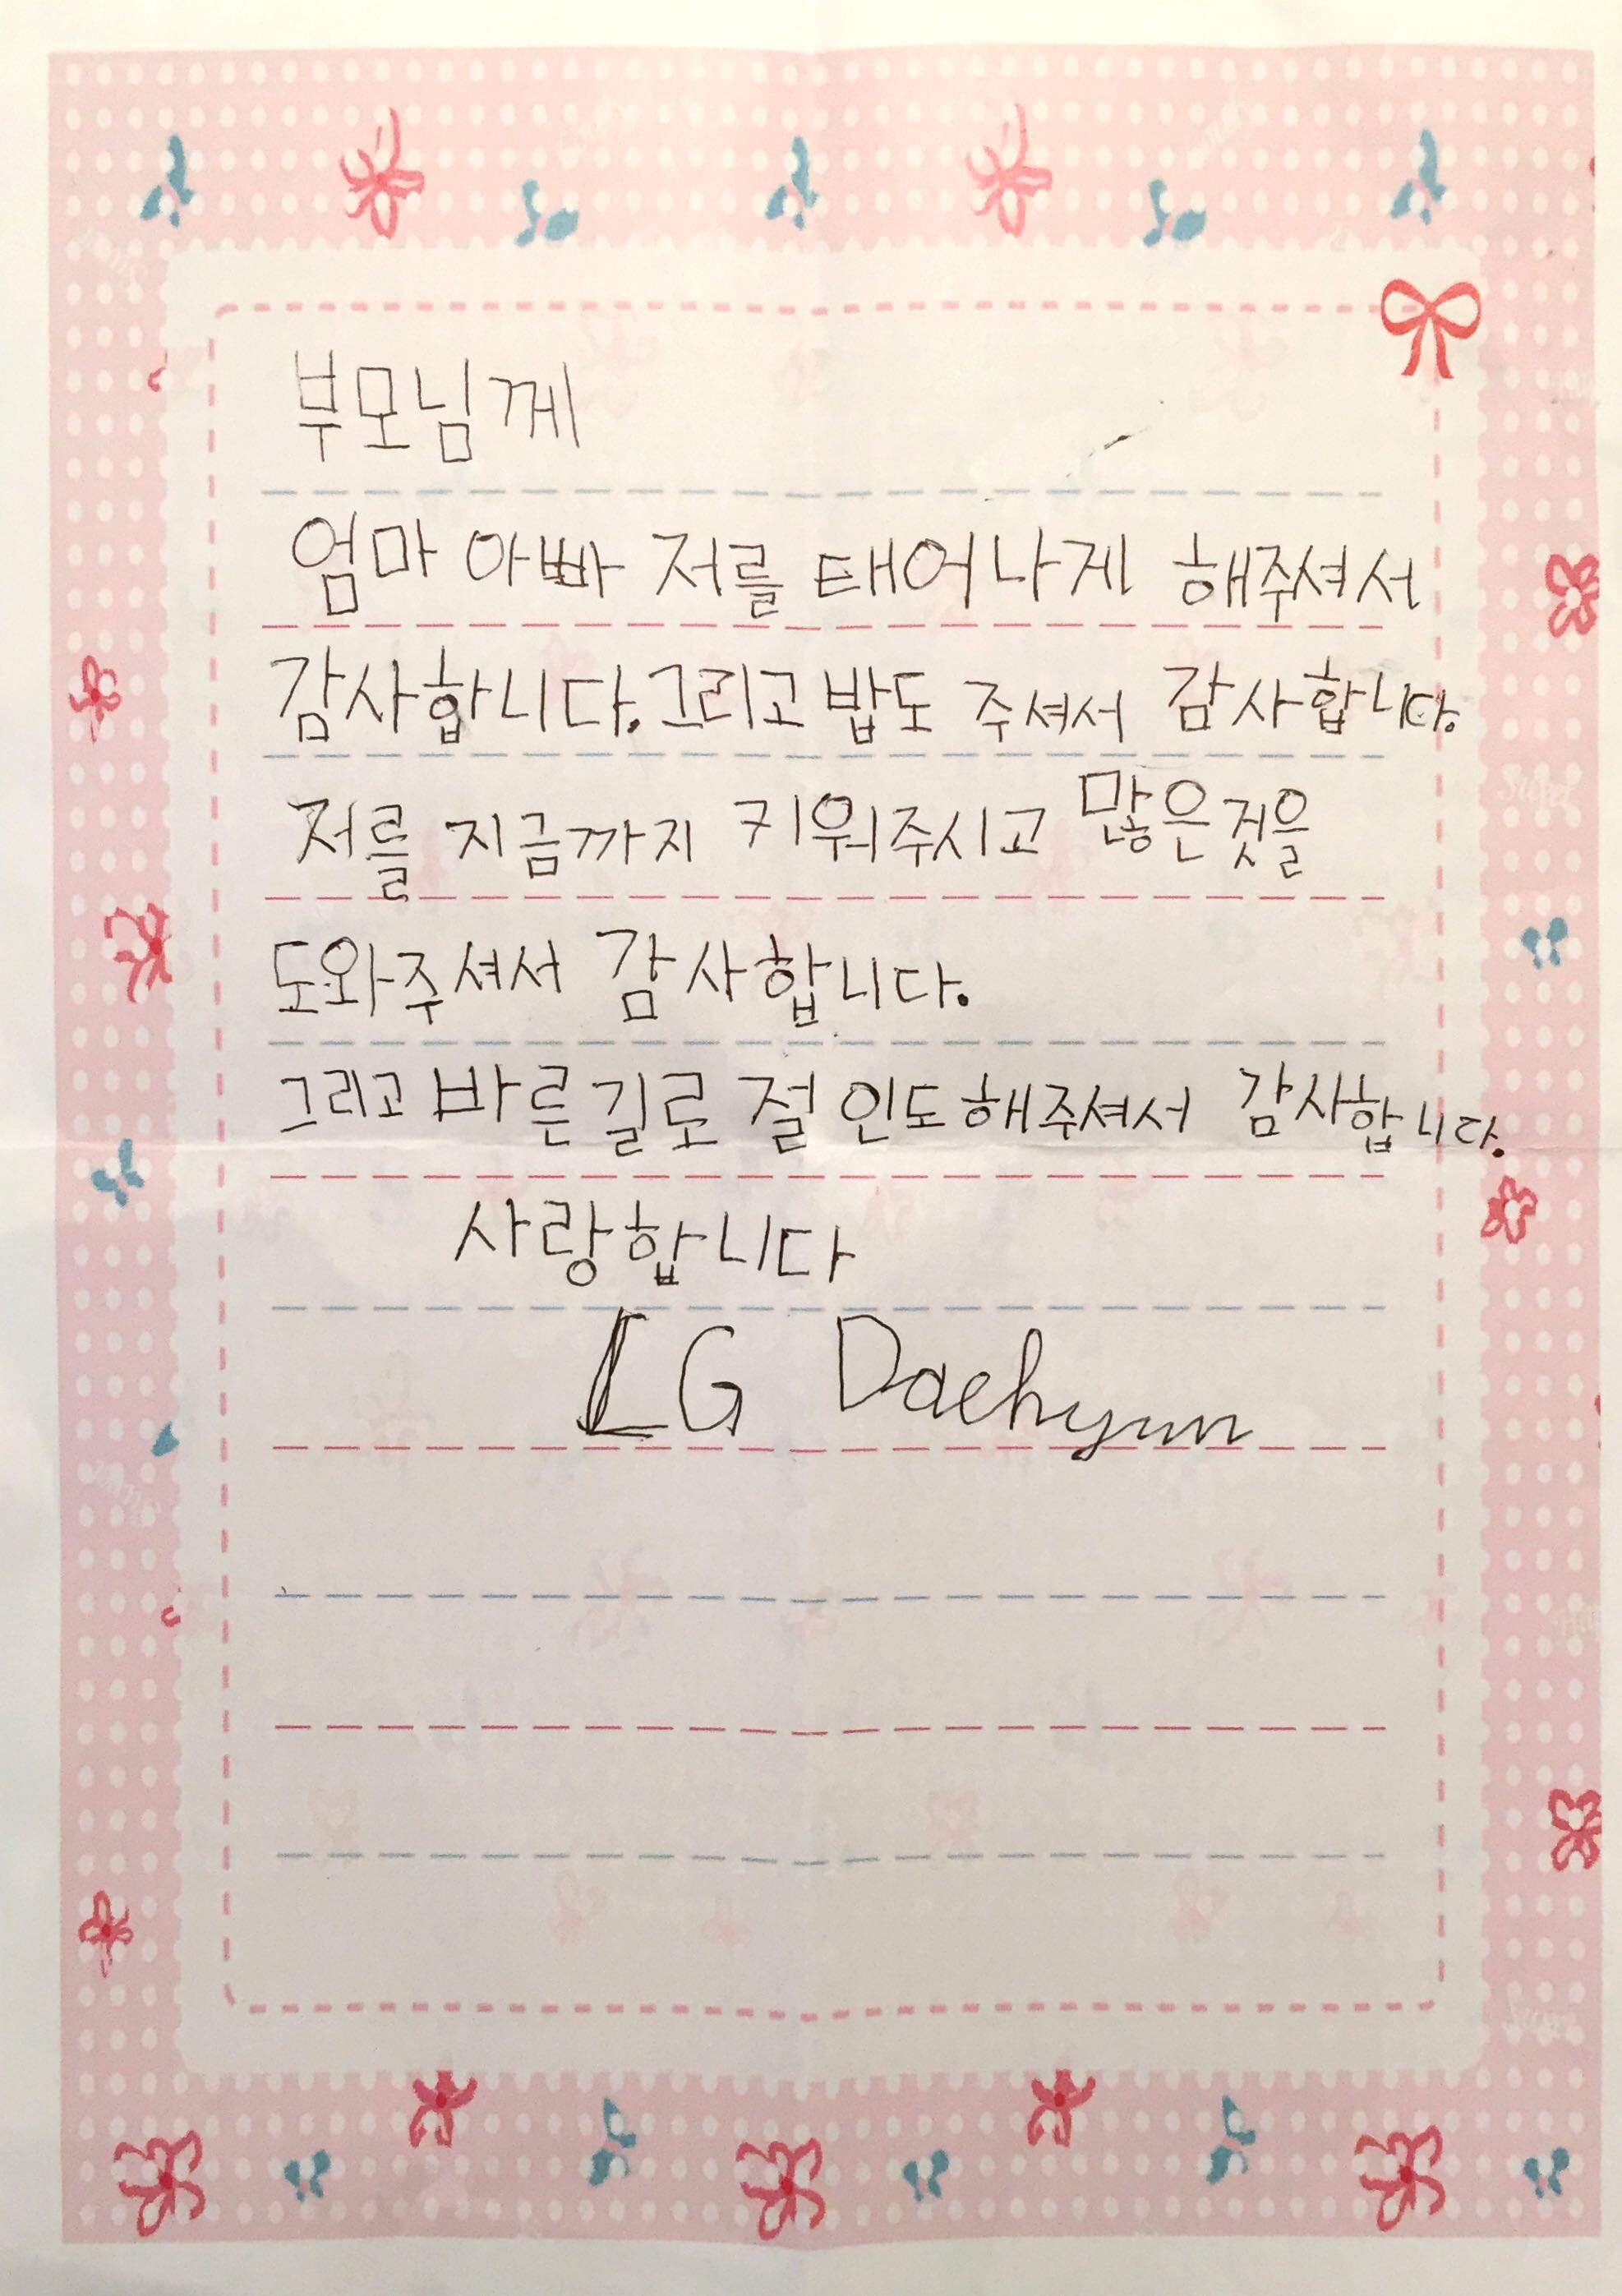 부모님께
엄마 아빠 저를 태어나게 해주셔서
감사합니다.그리고 밥도 주셔서 감사합니다.
저를 지금까지 키워주시고 많은것을
도와주셔서 감사합니다.
그리고 바른길로 절 인도해주셔서 감사합니다.
사랑합니다
LG Daehyun